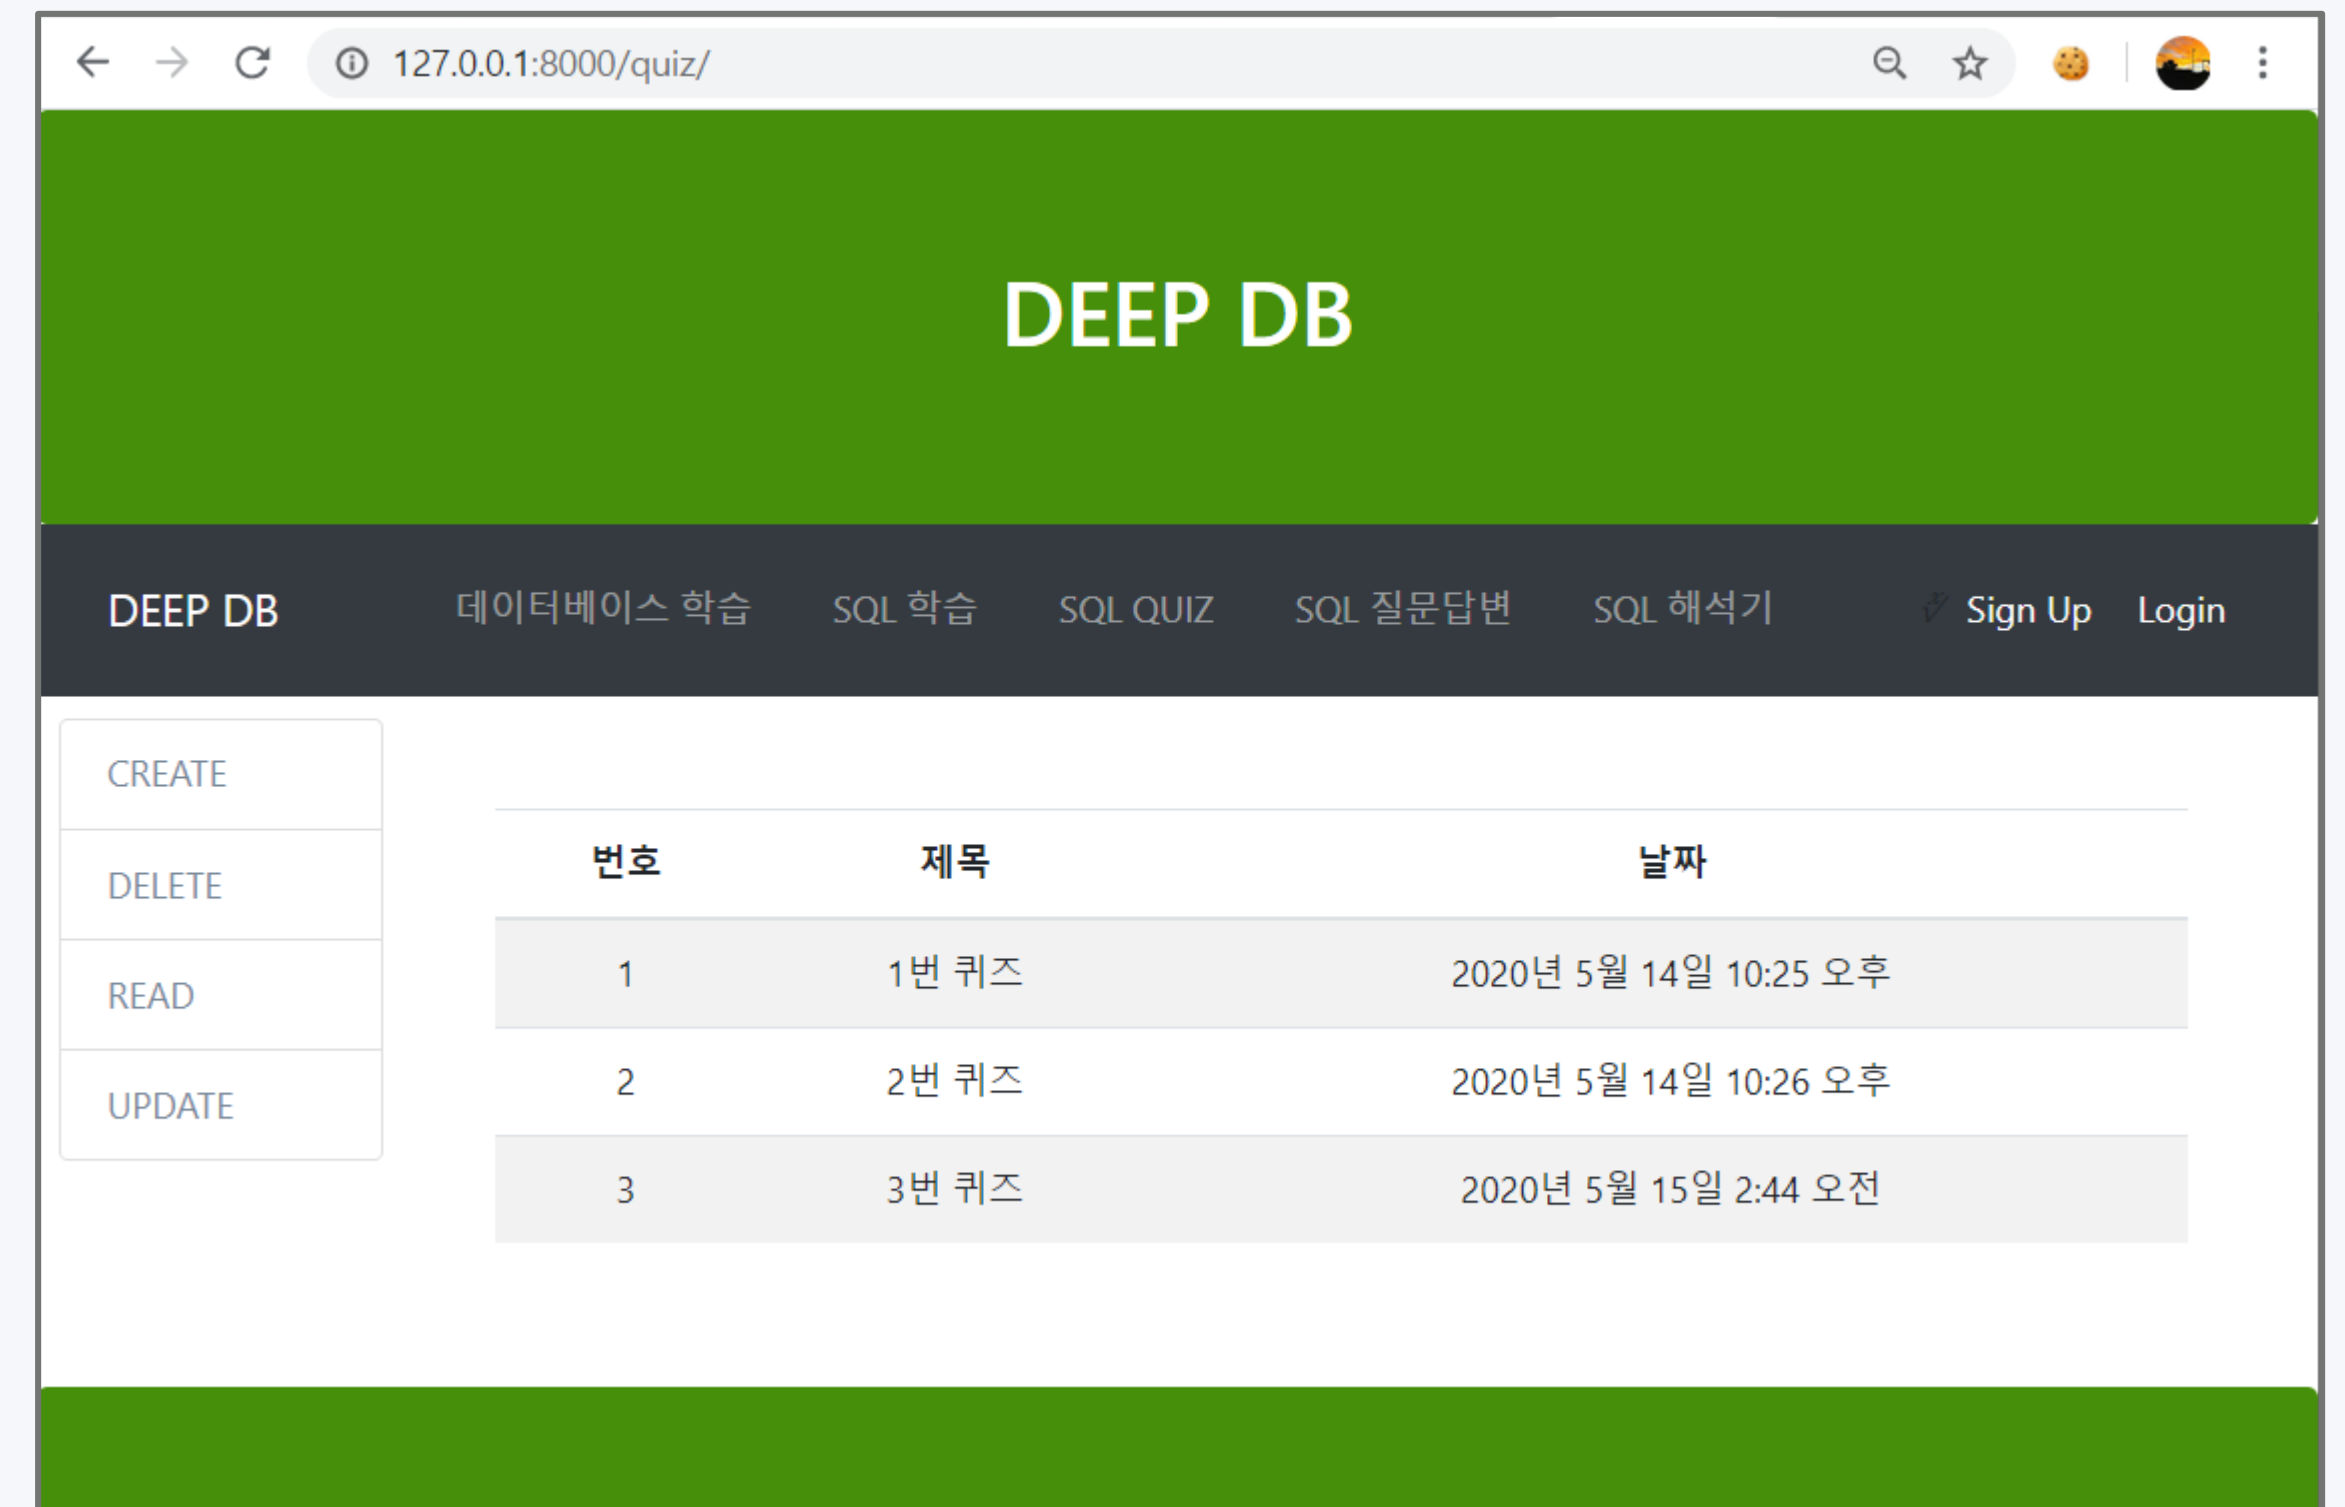 127.0.0.1:8000/quiz/
DEEP DB
DEEP DB 데이터베이스 학습 SQL 학습 SQL QUIZ SQL 질문답변 SQL 해석기 Sign Up Login
CREATE
DELETE
READ
UPDATE
번호 제목 날짜
1 1번 퀴즈 2020년 5월 14일 10:25 오후
2 2번 퀴즈 2020년 5월 14일 10:26 오후
3 3번 퀴즈 2020년 5월 15일 2:44 오전